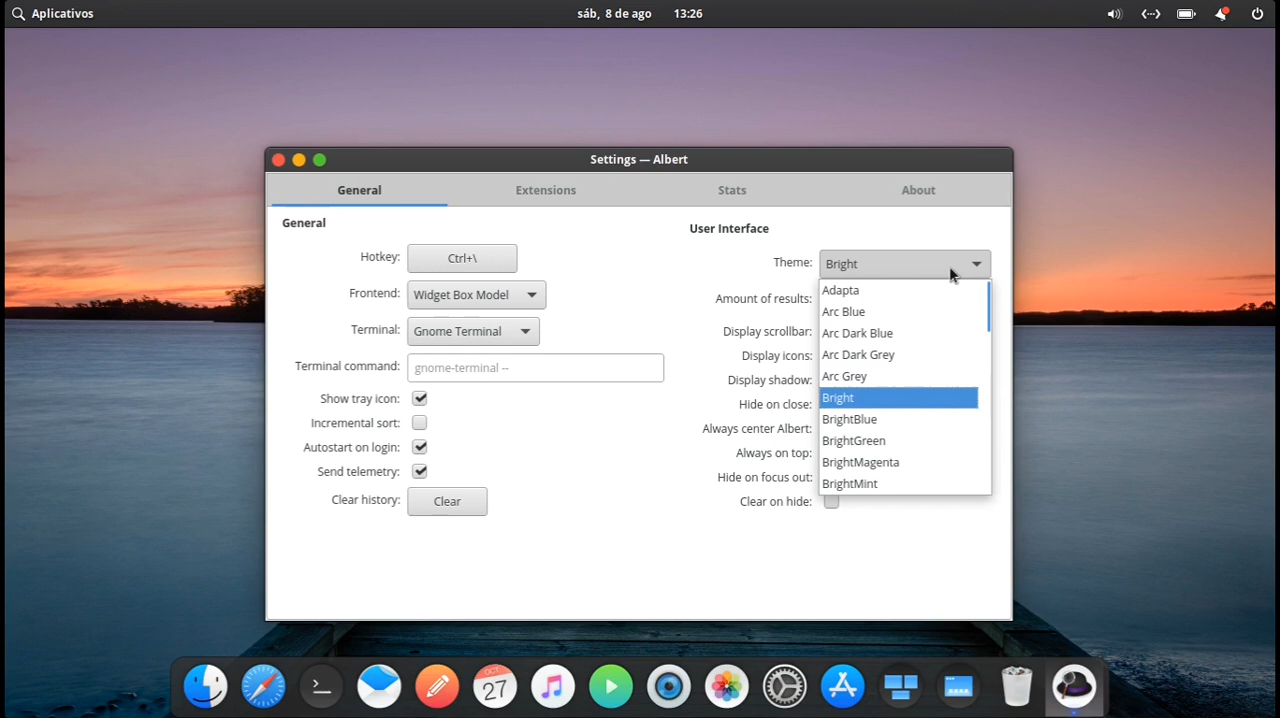 Aplicativos
sáb, 8 de ago 13:26
Settings — Albert
General
Extensions
Stats
About
General
Hotkey:
Ctrl+\
Frontend:
Widget Box Model
Terminal:
Gnome Terminal
Terminal command:
gnome-terminal --
Show tray icon:
Incremental sort:
Autostart on login:
Send telemetry:
Clear history:
Clear
User Interface
Theme:
Bright
Amount of results:
Display scrollbar:
Display icons:
Display shadow:
Hide on close:
Always center Albert:
Always on top:
Hide on focus out:
Clear on hide:
Adapta
Arc Blue
Arc Dark Blue
Arc Dark Grey
Arc Grey
Bright
BrightBlue
BrightGreen
BrightMagenta
BrightMint
OCT
27